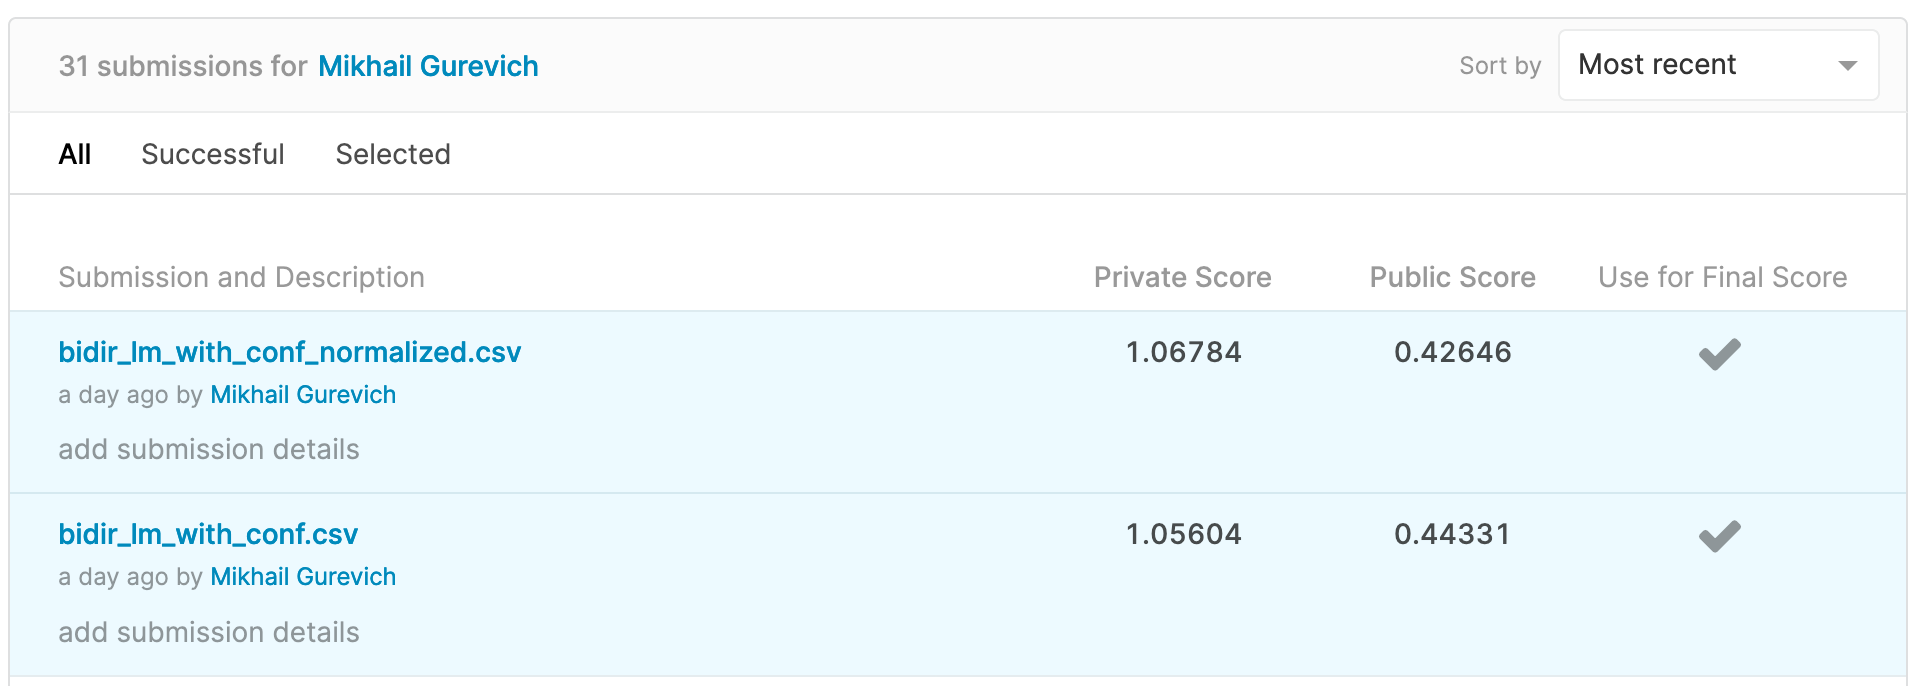 31 submissions for Mikhail Gurevich
Sort by Most recent
All Successful Selected
Submission and Description Private Score Public Score Use for Final Score
bidir_lm_with_conf_normalized.csv 1.06784 0.42646
a day ago by Mikhail Gurevich
add submission details
bidir_lm_with_conf.csv 1.05604 0.44331
a day ago by Mikhail Gurevich
add submission details